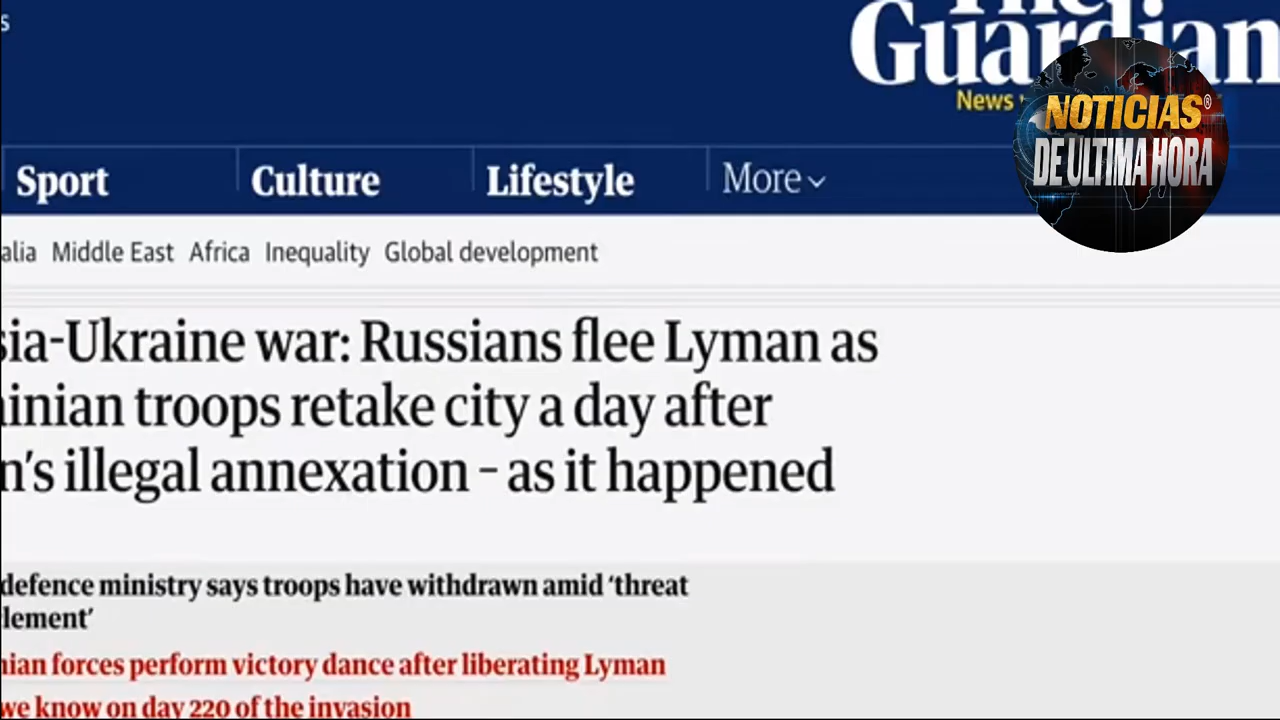 s
The
Guardian
News
NOTICIAS®
DE ULTIMA HORA
Sport Culture Lifestyle More
alia Middle East Africa Inequality Global development
sia-Ukraine war: Russians flee Lyman as
inian troops retake city a day after
n's illegal annexation – as it happened
defence ministry says troops have withdrawn amid ‘threat
lement’
nian forces perform victory dance after liberating Lyman
we know on day 220 of the invasion